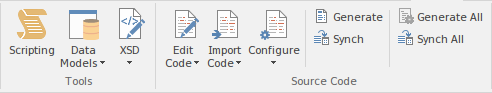 Scripting
Data
Models
XSD
Tools
Edit
Code
Import
Code
Configure
Generate
Synch
Generate All
Synch All
Source Code